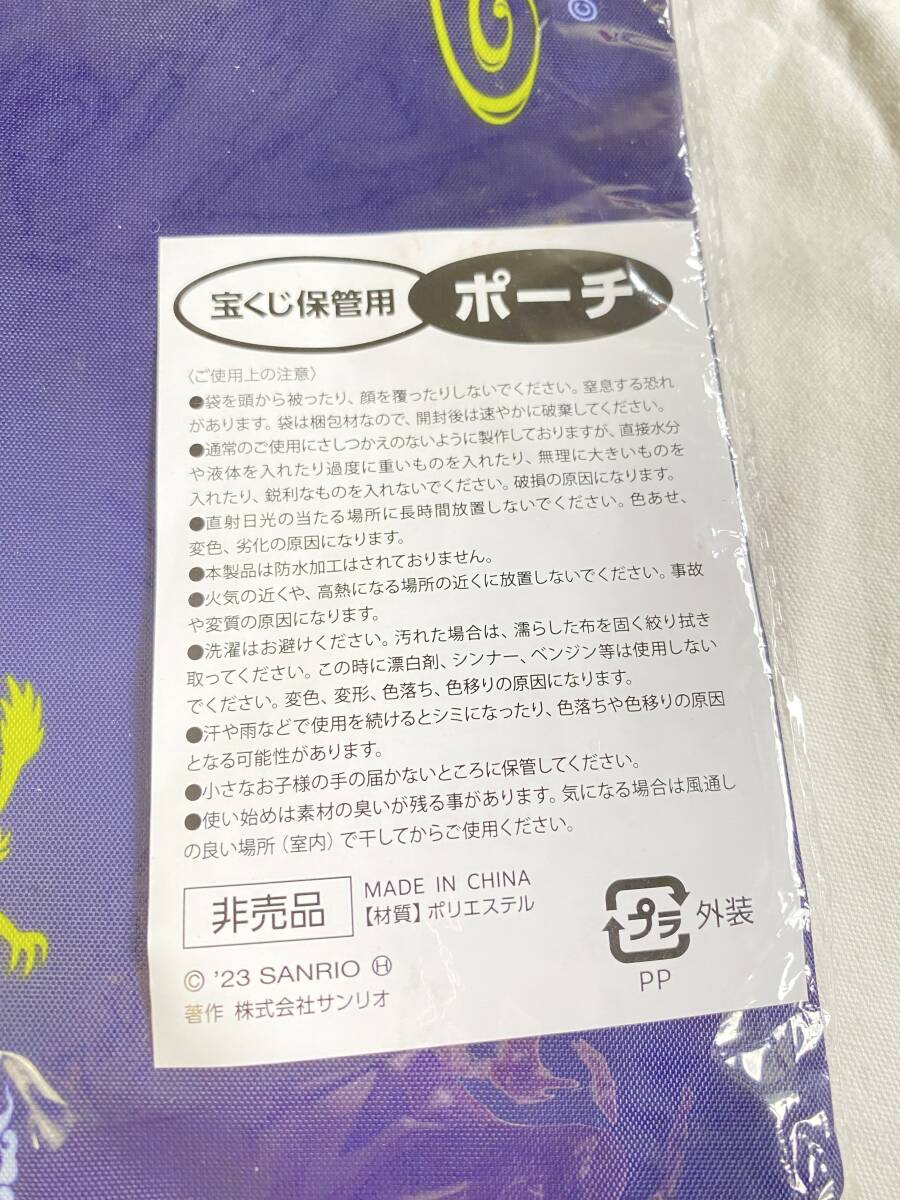 ©
宝くじ保管用 ポーチ
〈ご使用上の注意〉
●袋を頭から被ったり、顔を覆ったりしないでください。窒息する恐れ
があります。袋は梱包材なので、開封後は速やかに破棄してください。
●通常のご使用にさしつかえのないように製作しておりますが、直接水分
や液体を入れたり過度に重いものを入れたり、無理に大きいものを
入れたり、鋭利なものを入れないでください。破損の原因になります。
●直射日光の当たる場所に長時間放置しないでください。色あせ、
変色、劣化の原因になります。
●本製品は防水加工はされておりません。
●火気の近くや、高熱になる場所の近くに放置しないでください。事故
や変質の原因になります。
●洗濯はお避けください。汚れた場合は、濡らした布を固く絞り拭き
取ってください。この時に漂白剤、シンナー、ベンジン等は使用しない
でください。変色、変形、色落ち、色移りの原因になります。
●汗や雨などで使用を続けるとシミになったり、色落ちや色移りの原因
となる可能性があります。
●小さなお子様の手の届かないところに保管してください。
●使い始めは素材の臭いが残る事があります。気になる場合は風通し
の良い場所（室内）で干してからご使用ください。
非売品
MADE IN CHINA
【材質】ポリエステル
プラ 外装
PP
© '23 SANRIO Ⓗ
著作 株式会社サンリオ